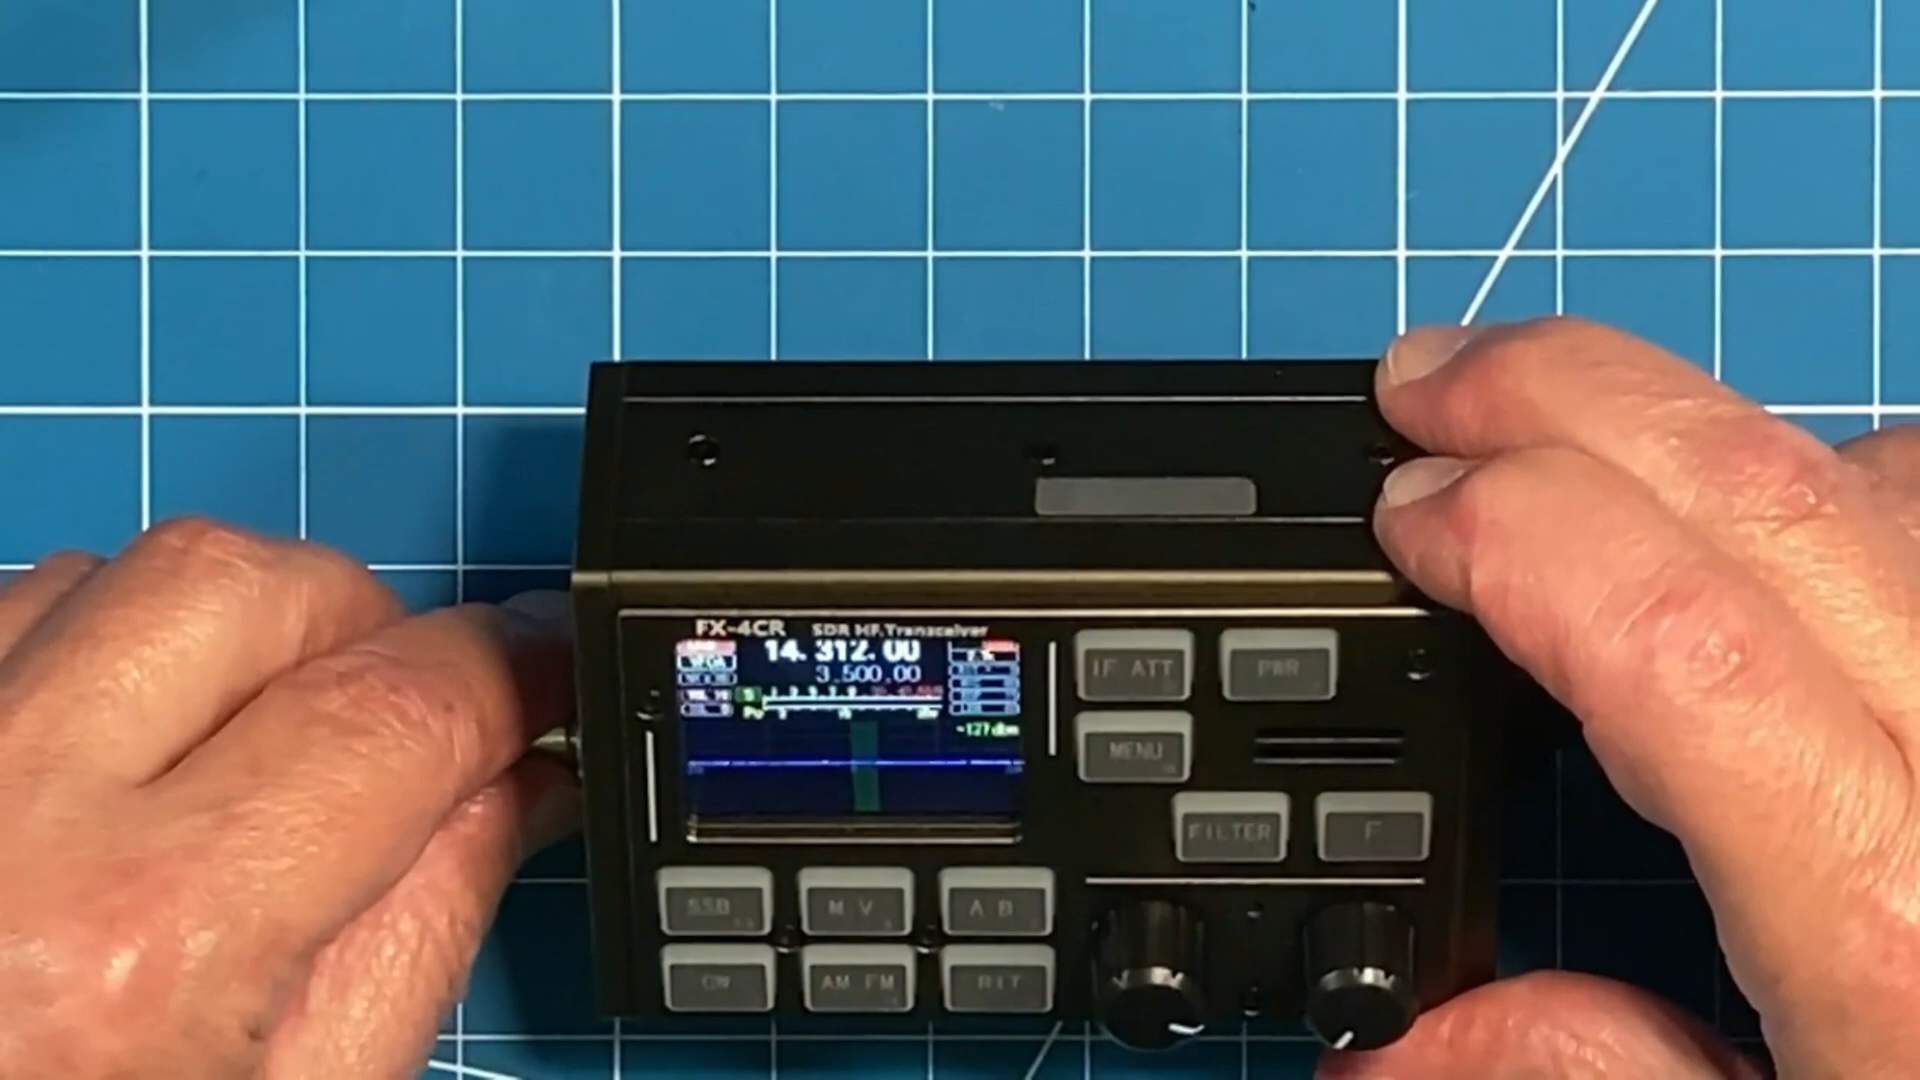 FX-4CR SDR HF.Transceiver
14.312.00
3.500.00
S
Po
-127dbm
IF ATT PWR
MENU
FILTER F
SSB M V A B
CW AM FM RIT